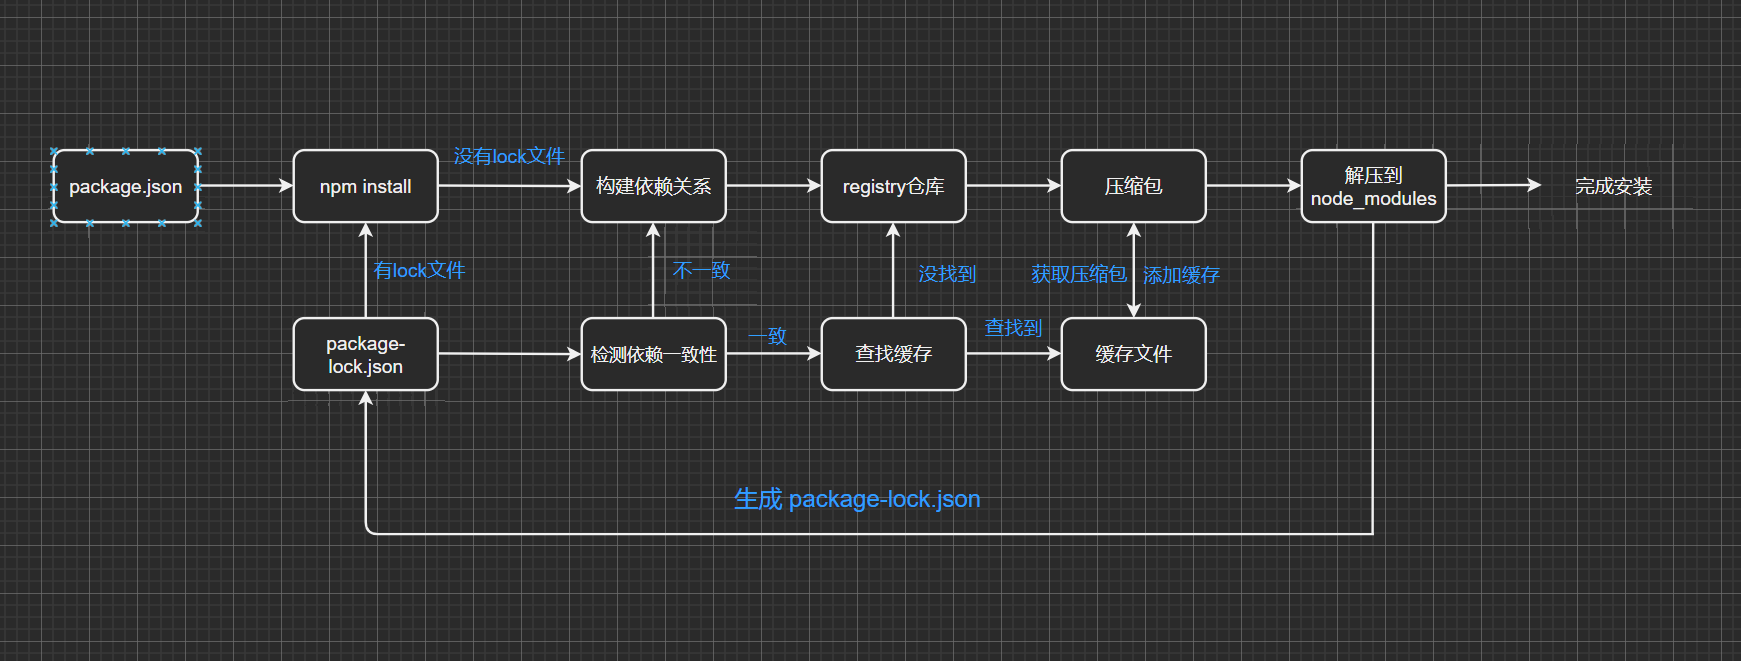 package.json
npm install
没有lock文件
构建依赖关系
registry仓库
压缩包
解压到
node_modules
完成安装
有lock文件
不一致
没找到
获取压缩包
添加缓存
package-
lock.json
检测依赖一致性
一致
查找缓存
查找到
缓存文件
生成 package-lock.json